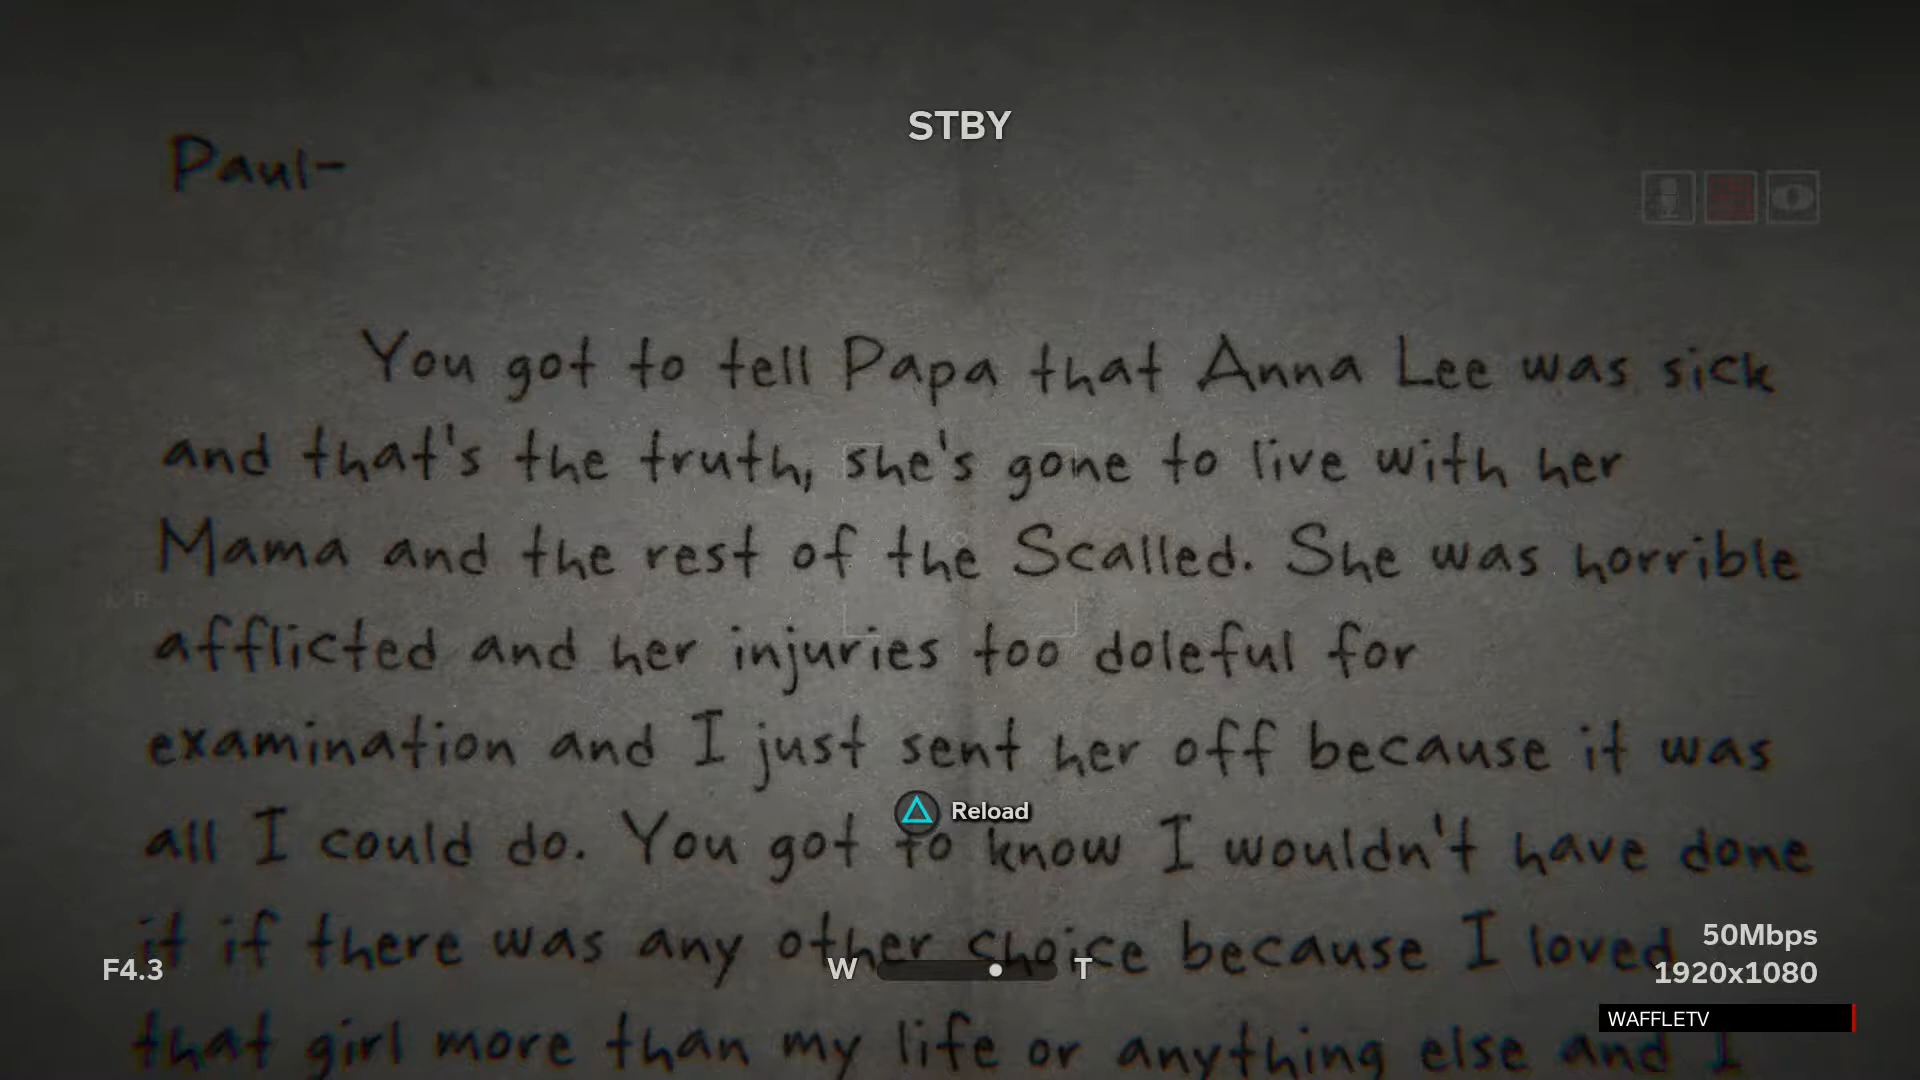 STBY
Paul-
You got to tell Papa that Anna Lee was sick
and that's the truth, she's gone to live with her
Mama and the rest of the Scalled. She was horrible
afflicted and her injuries too doleful for
examination and I just sent her off because it was
Reload
all I could do. You got to know I wouldn't have done
it if there was any other choice because I loved
50Mbps
F4.3
W T
1920x1080
WAFFLETV
that girl more than my life or anything else and I